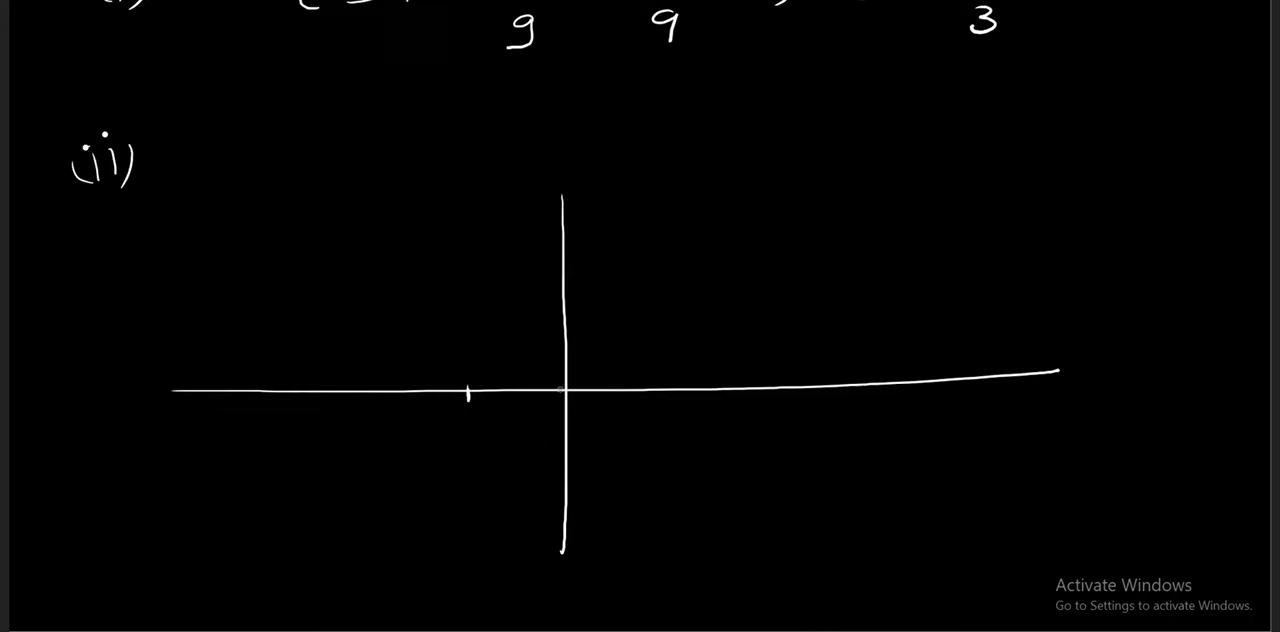 9 9 3
(ii)
Activate Windows
Go to Settings to activate Windows.